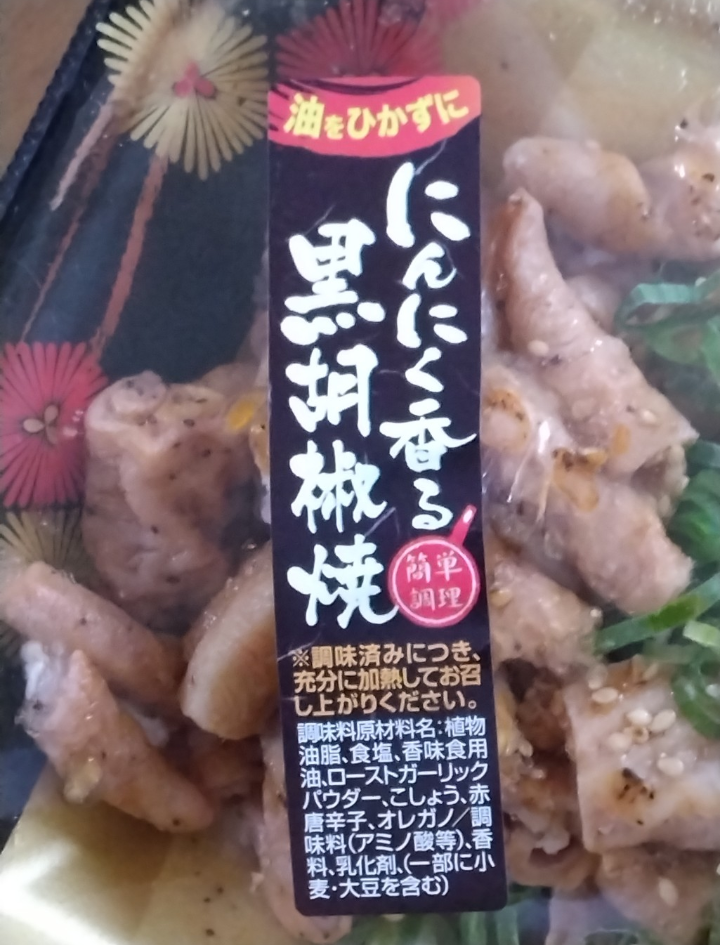 油をひかずに
にんにく香る
黒胡椒焼
簡単
調理
※調味済みにつき、
充分に加熱してお召
し上がりください。
調味料原材料名:植物
油脂、食塩、香味食用
油、ローストガーリック
パウダー、こしょう、赤
唐辛子、オレガノ／調
味料(アミノ酸等)、香
料、乳化剤、(一部に小
麦・大豆を含む)